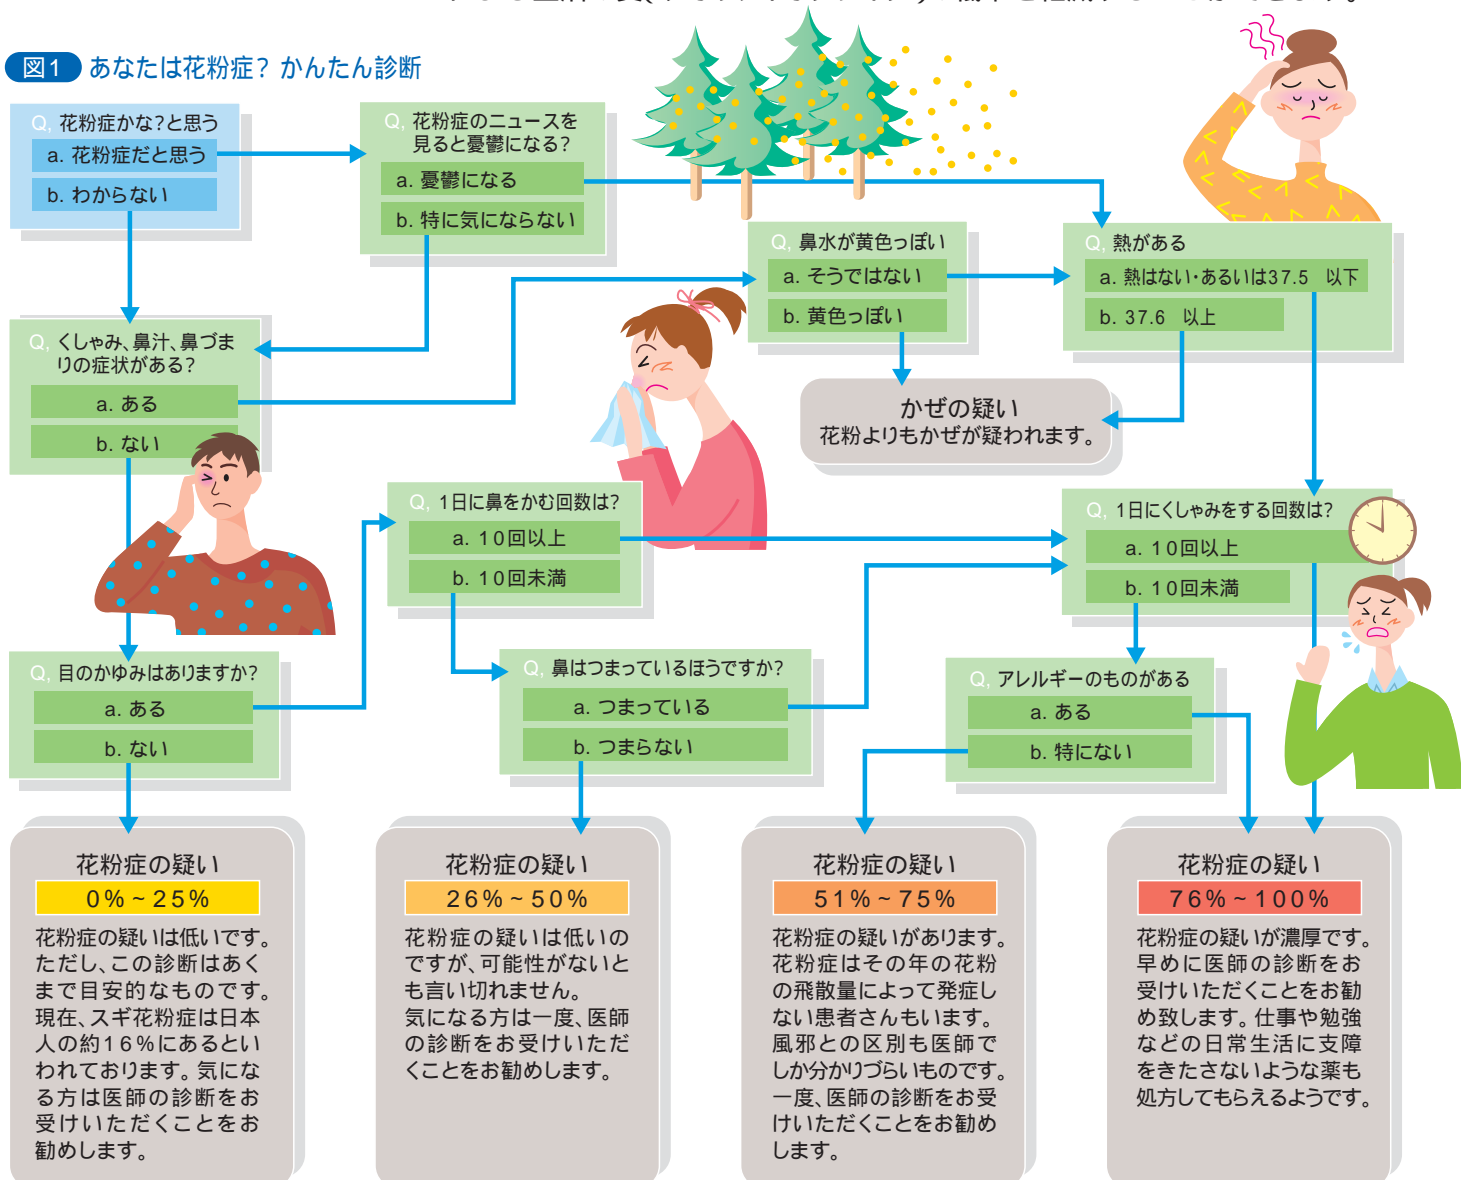 図1 あなたは花粉症? かんたん診断
Q, 花粉症かな?と思う
a. 花粉症だと思う
b. わからない
Q, 花粉症のニュースを
見ると憂鬱になる?
a. 憂鬱になる
b. 特に気にならない
Q, 鼻水が黄色っぽい
a. そうではない
b. 黄色っぽい
Q, 熱がある
a. 熱はない・あるいは37.5 以下
b. 37.6 以上
Q, くしゃみ、鼻汁、鼻づま
りの症状がある?
a. ある
b. ない
かぜの疑い
花粉よりもかぜが疑われます。
Q, 1日に鼻をかむ回数は?
a. 10回以上
b. 10回未満
Q, 1日にくしゃみをする回数は?
a. 10回以上
b. 10回未満
Q, 目のかゆみはありますか?
a. ある
b. ない
Q, 鼻はつまっているほうですか?
a. つまっている
b. つまらない
Q, アレルギーのものがある
a. ある
b. 特にない
花粉症の疑い
0%~25%
花粉症の疑いは低いです。
ただし、この診断はあく
まで目安的なものです。
現在、スギ花粉症は日本
人の約16%にあるとい
われております。気にな
る方は医師の診断をお
受けいただくことをお
勧めします。
花粉症の疑い
26%~50%
花粉症の疑いは低いの
ですが、可能性がないと
も言い切れません。
気になる方は一度、医師
の診断をお受けいただ
くことをお勧めします。
花粉症の疑い
51%~75%
花粉症の疑いがあります。
花粉症はその年の花粉
の飛散量によって発症し
ない患者さんもいます。
風邪との区別も医師で
しか分かりづらいものです。
一度、医師の診断をお受
けいただくことをお勧め
します。
花粉症の疑い
76%~100%
花粉症の疑いが濃厚です。
早めに医師の診断をお
受けいただくことをお勧
め致します。仕事や勉強
などの日常生活に支障
をきたさないような薬も
処方してもらえるようです。